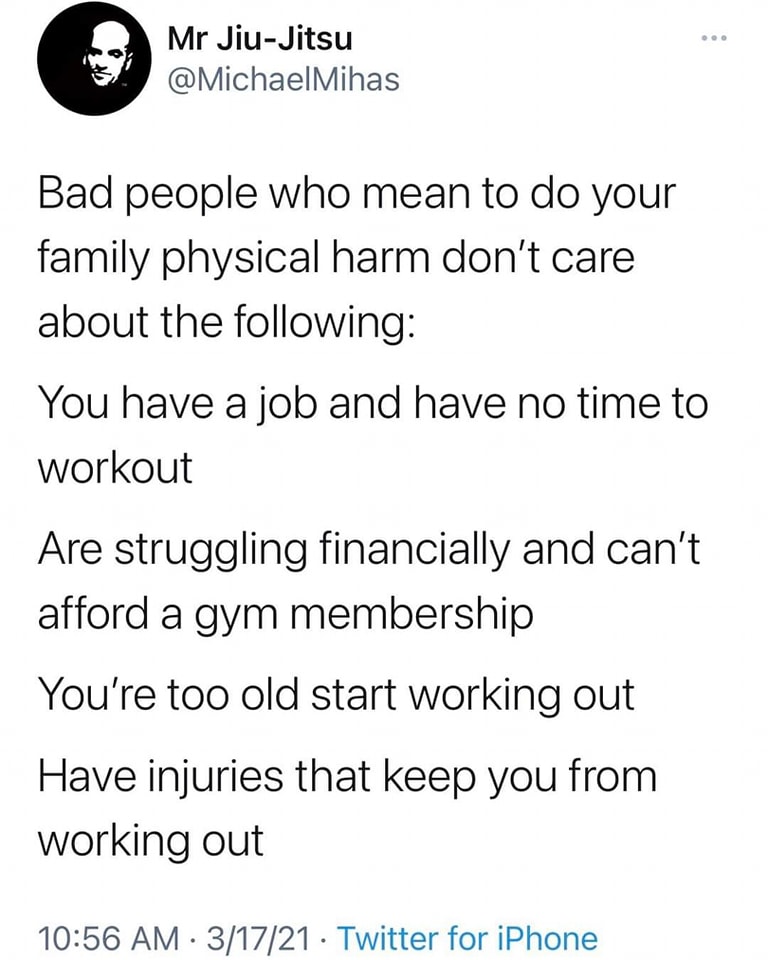 Mr Jiu-Jitsu
@MichaelMihas
Bad people who mean to do your
family physical harm don’t care
about the following:
You have a job and have no time to
workout
Are struggling financially and can’t
afford a gym membership
You’re too old start working out
Have injuries that keep you from
working out
10:56 AM · 3/17/21 · Twitter for iPhone